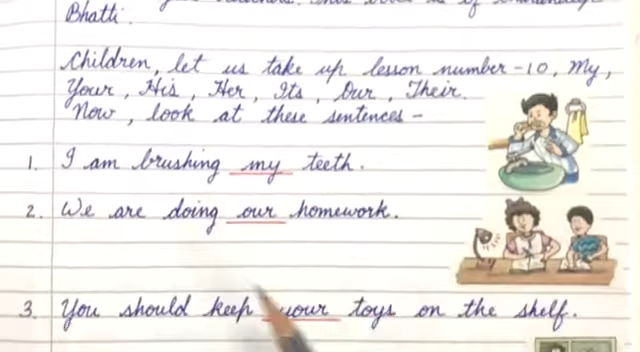 Bhatti.
Children, let us take up lesson number-10, My,
Your, His, Her, Its, Our, Their.
Now, look at these sentences -
1. I am brushing my teeth.
2. We are doing our homework.
3. You should keep your toys on the shelf.